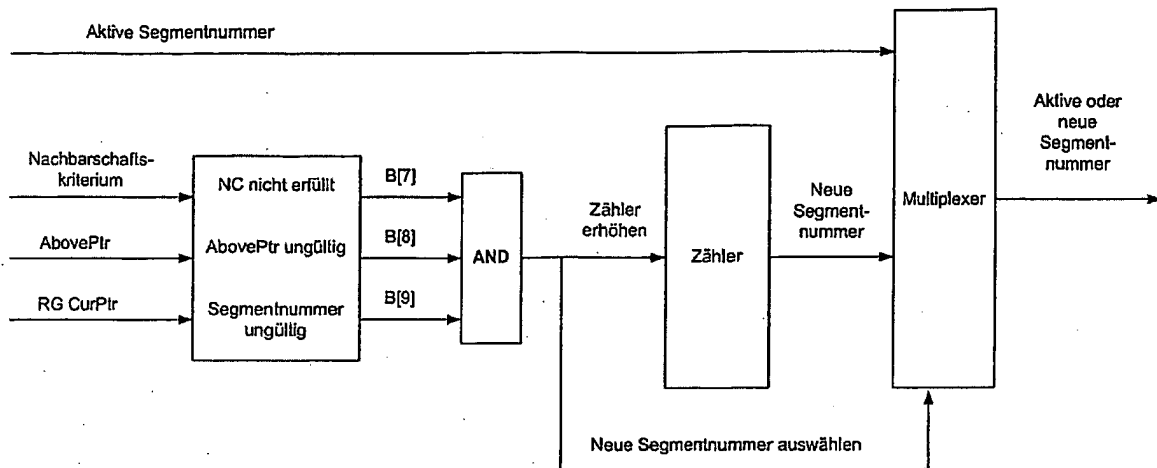 Aktive Segmentnummer
Nachbarschafts-
kriterium
AbovePtr
RG CurPtr
NC nicht erfüllt
AbovePtr ungültig
Segmentnummer
ungültig
B[7]
B[8]
B[9]
AND
Zähler
erhöhen
Zähler
Neue
Segment-
nummer
Multiplexer
Aktive oder
neue
Segment-
nummer
Neue Segmentnummer auswählen